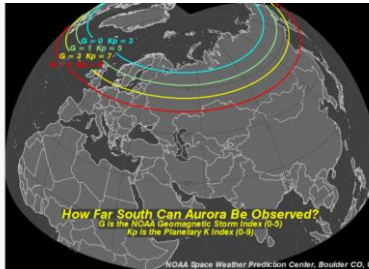 G = 0 Kp = 3
G = 1 Kp = 5
G = 3 Kp = 7
How Far South Can Aurora Be Observed?
G is the NOAA Geomagnetic Storm Index (0-5)
Kp is the Planetary K Index (0-9)
NOAA Space Weather Prediction Center, Boulder CO,